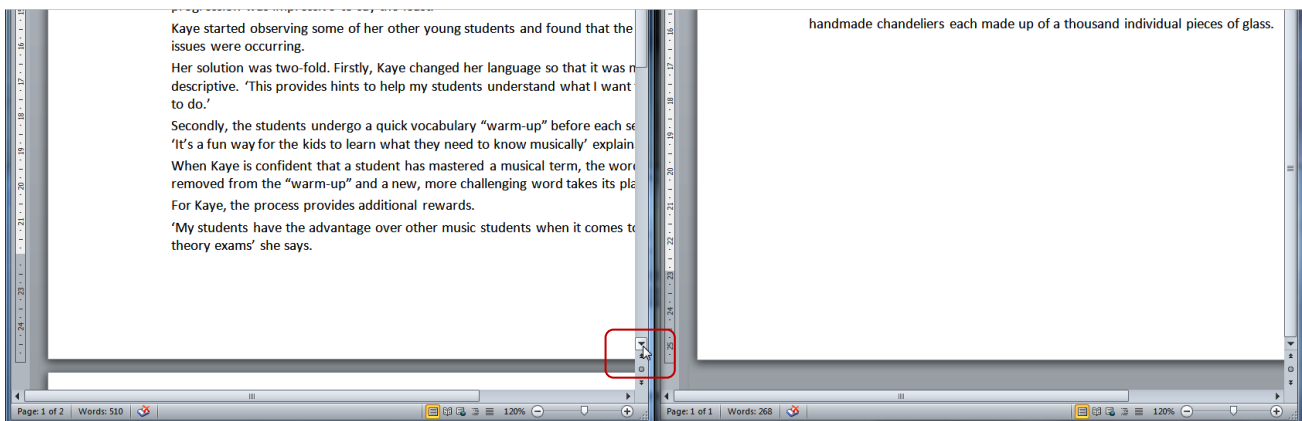 Kaye started observing some of her other young students and found that the
issues were occurring.
Her solution was two-fold. Firstly, Kaye changed her language so that it was
descriptive. ‘This provides hints to help my students understand what I want
to do.’
Secondly, the students undergo a quick vocabulary “warm-up” before each
‘It’s a fun way for the kids to learn what they need to know musically’ explain
When Kaye is confident that a student has mastered a musical term, the
removed from the “warm-up” and a new, more challenging word takes its
For Kaye, the process provides additional rewards.
‘My students have the advantage over other music students when it comes
theory exams’ she says.
Page: 1 of 2 Words: 510 120%
handmade chandeliers each made up of a thousand individual pieces of glass.
Page: 1 of 1 Words: 268 120%